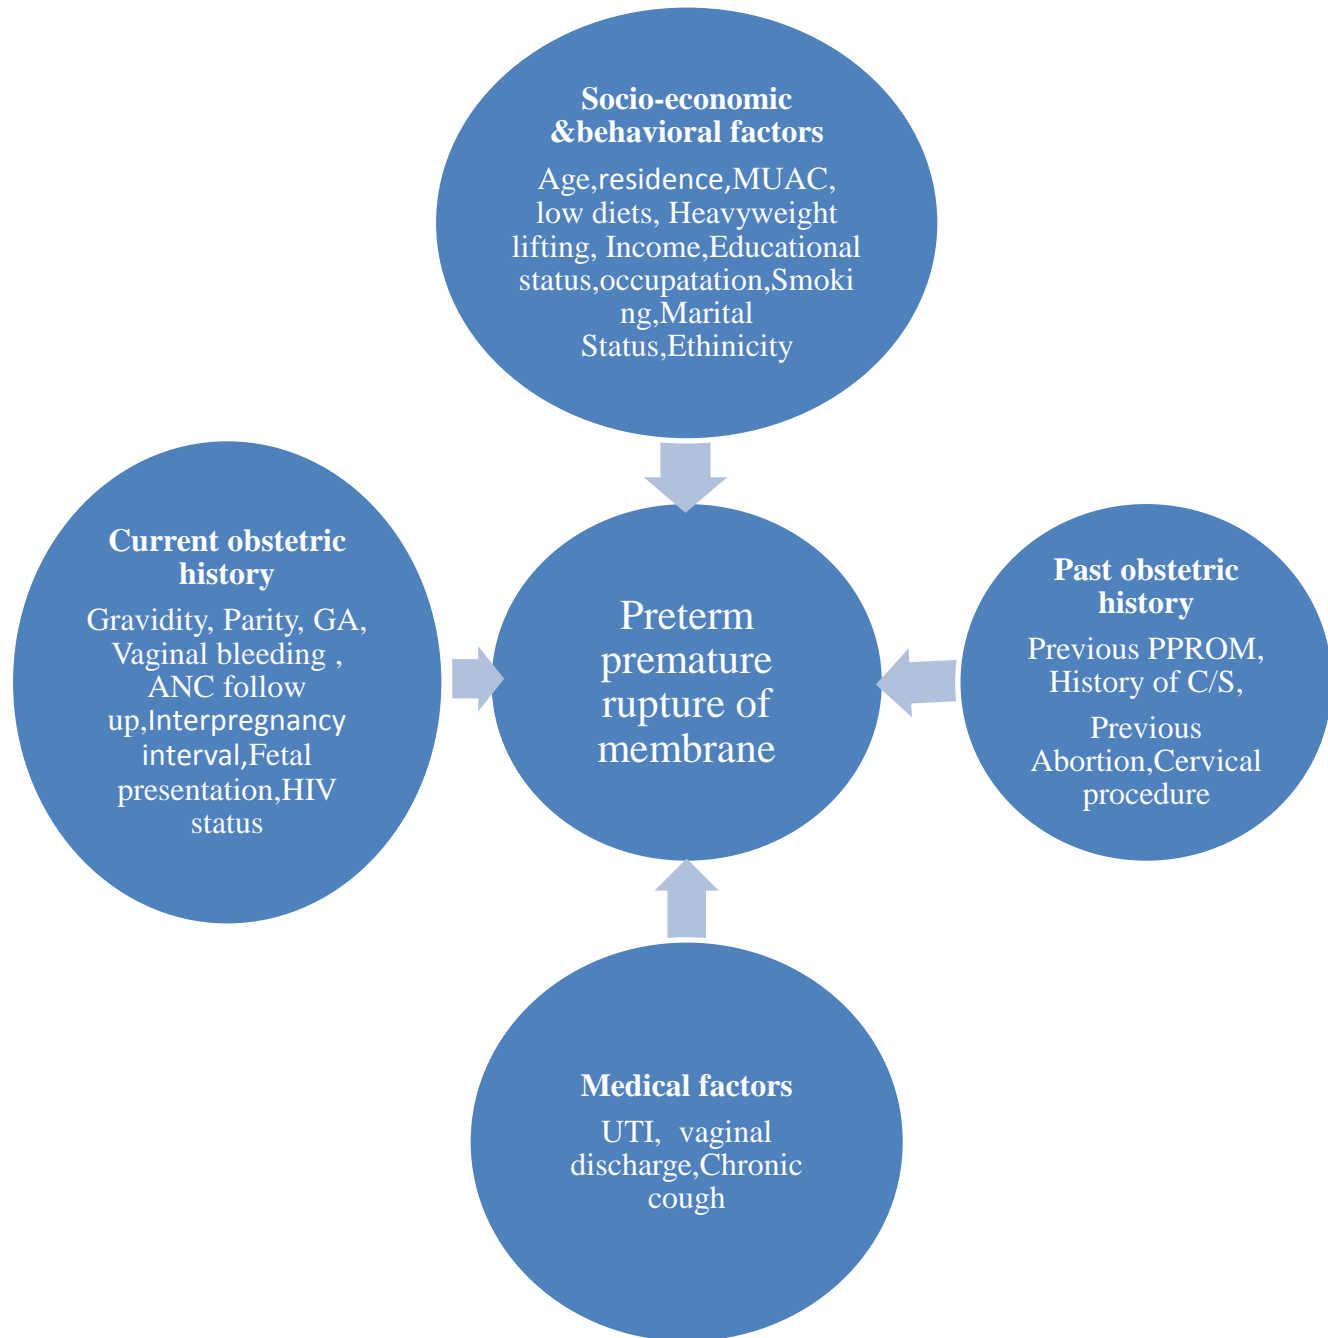 Socio-economic
&behavioral factors
Age,residence,MUAC,
low diets, Heavyweight
lifting, Income,Educational
status,occupatation,Smoki
ng,Marital
Status,Ethinicity
Current obstetric
history
Gravidity, Parity, GA,
Vaginal bleeding ,
ANC follow
up,Interpregnancy
interval,Fetal
presentation,HIV
status
Preterm
premature
rupture of
membrane
Past obstetric
history
Previous PPROM,
History of C/S,
Previous
Abortion,Cervical
procedure
Medical factors
UTI,  vaginal
discharge,Chronic
cough